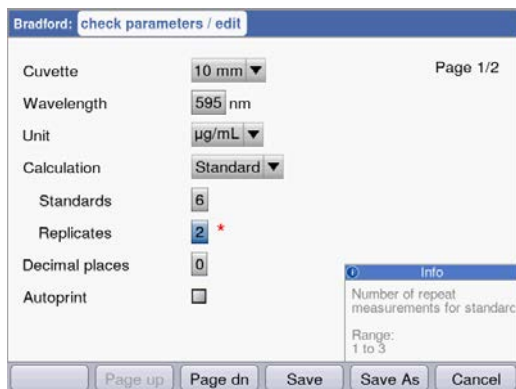 Bradford: check parameters / edit
Cuvette 10 mm Page 1/2
Wavelength 595 nm
Unit µg/mL
Calculation Standard
Standards 6
Replicates 2 *
Decimal places 0
Autoprint
Info
Number of repeat
measurements for standard
Range:
1 to 3
Page up Page dn Save Save As Cancel